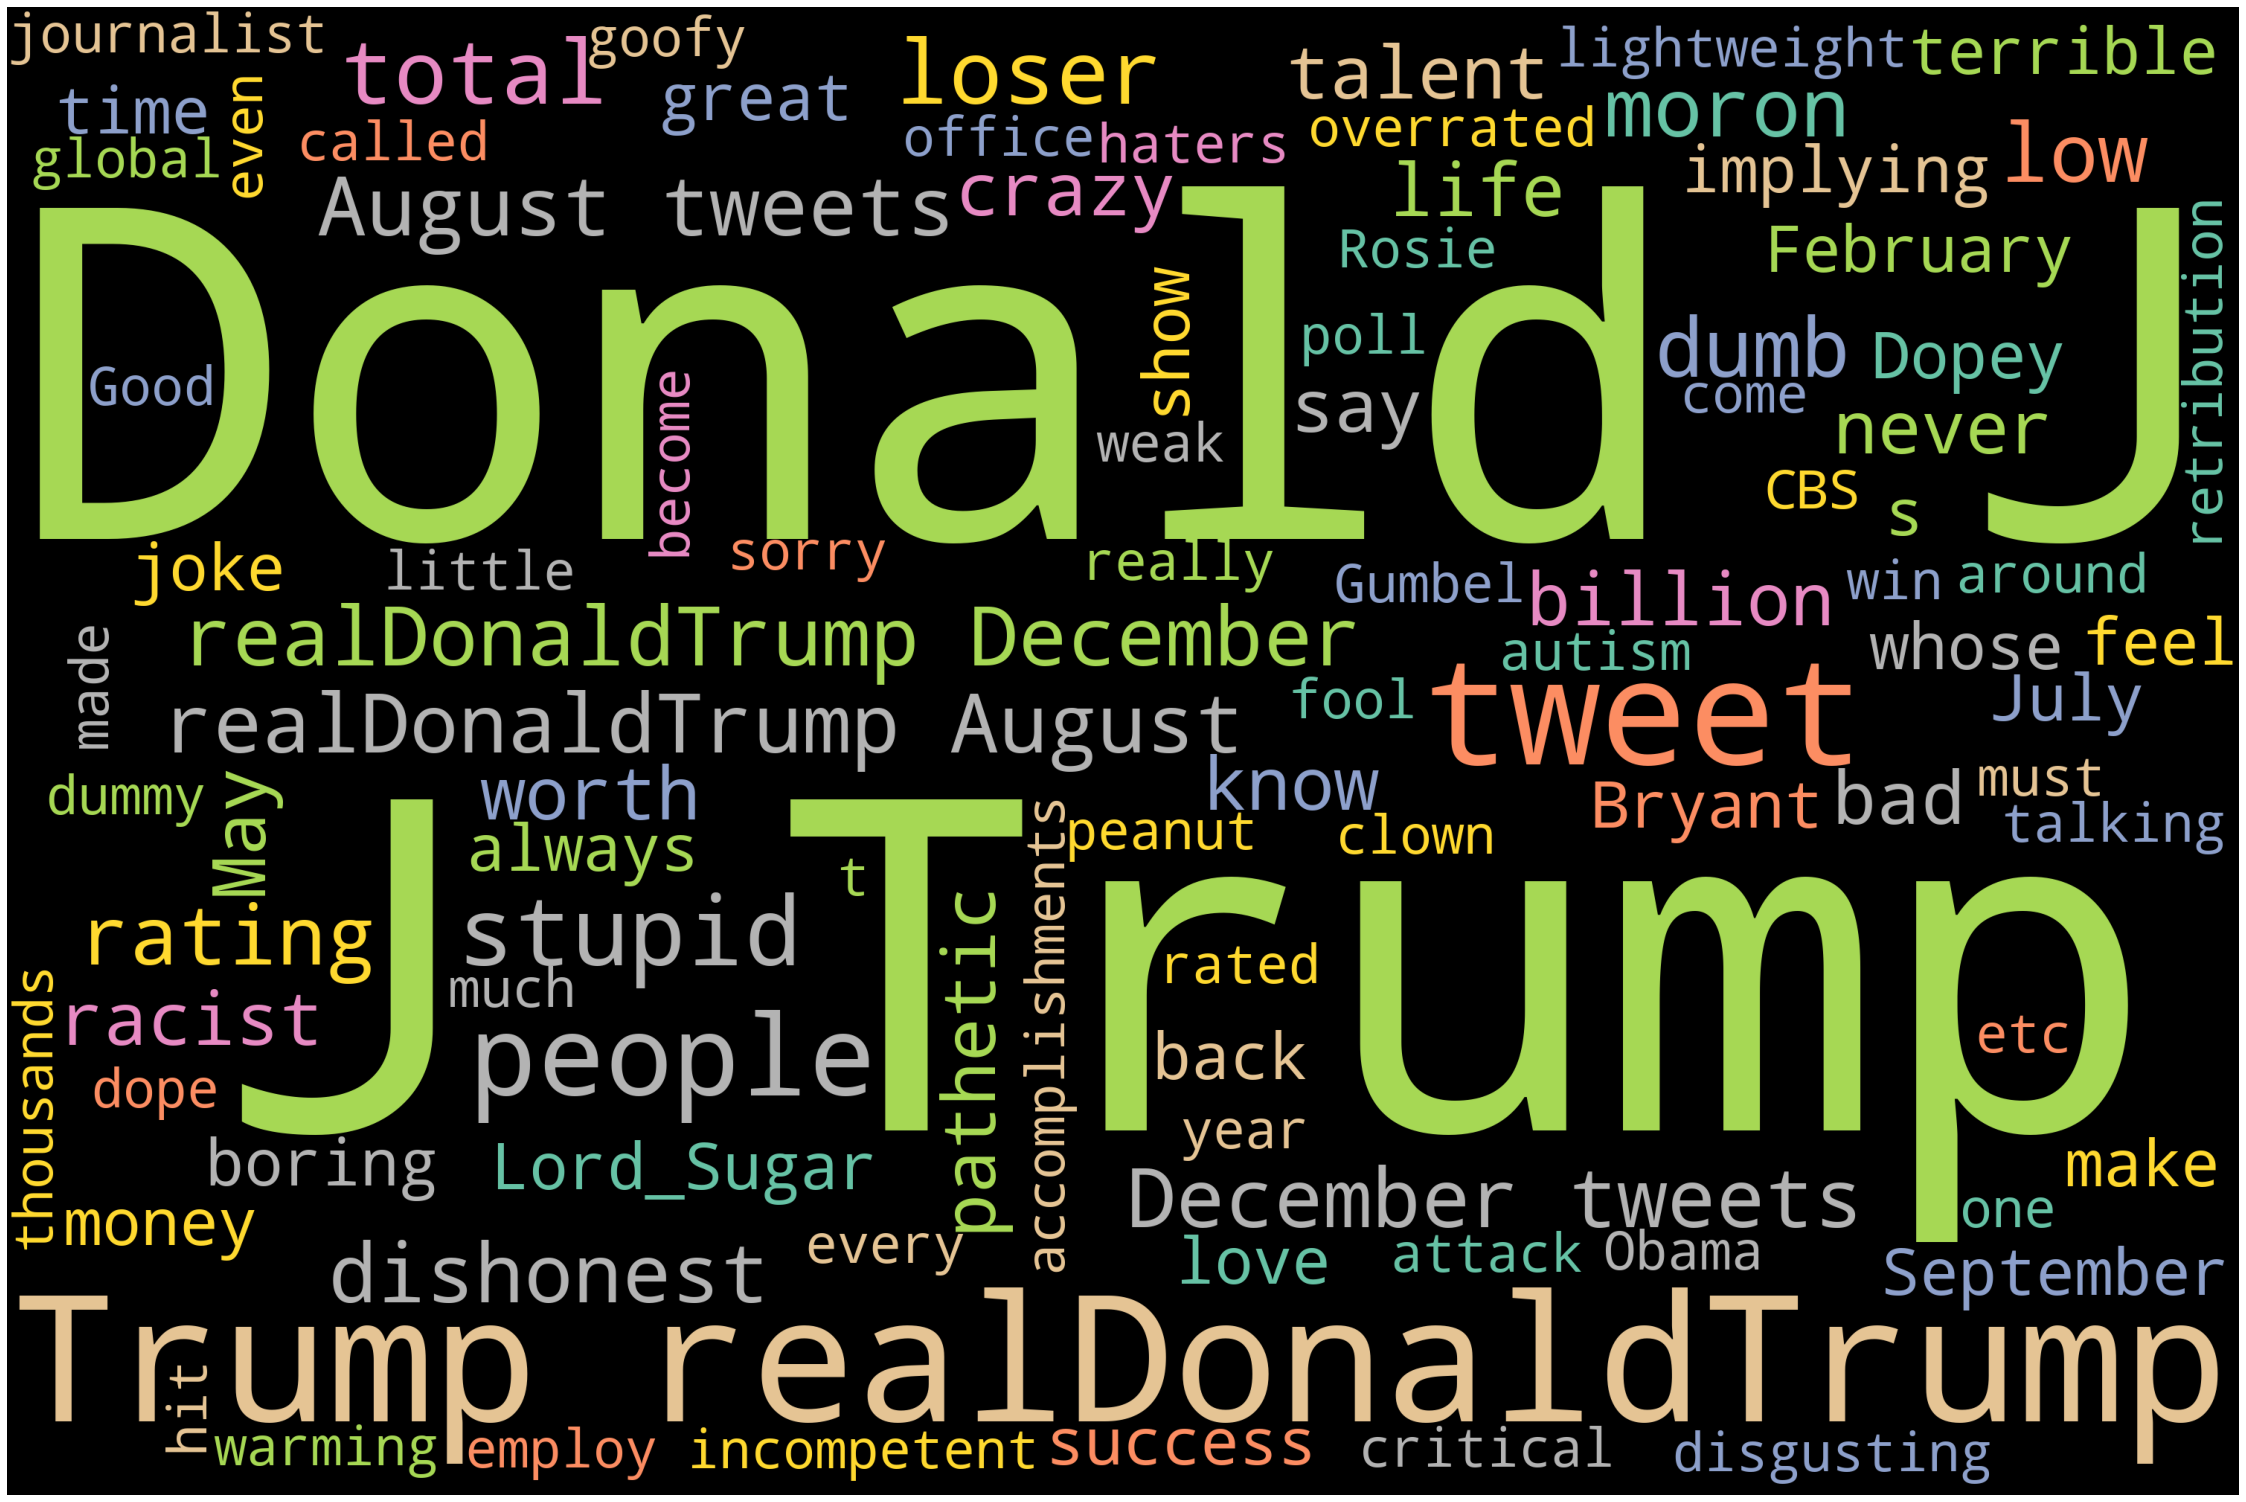 journalist
goofy
lightweight
terrible
total
loser
talent
time
even
great
overrated
moron
called
office
haters
global
implying
low
August tweets
crazy
life
retribution
Donald J
Rosie
February
show
poll
dumb
Dopey
Good
become
say
come
weak
never
CBS
s
joke
little
sorry
really
Gumbel
billion
win
around
made
realDonaldTrump December
autism
whose
feel
realDonaldTrump August
fool
tweet
July
dummy
May
worth
know
Bryant
bad
must
always
t
peanut
clown
talking
J Trump
rating
stupid
pathetic
accomplishments
rated
thousands
racist
much
people
back
etc
dope
year
boring
Lord_Sugar
December tweets
make
money
one
every
love
attack
Obama
dishonest
September
Trump realDonaldTrump
hit
warming
employ
incompetent
success
critical
disgusting